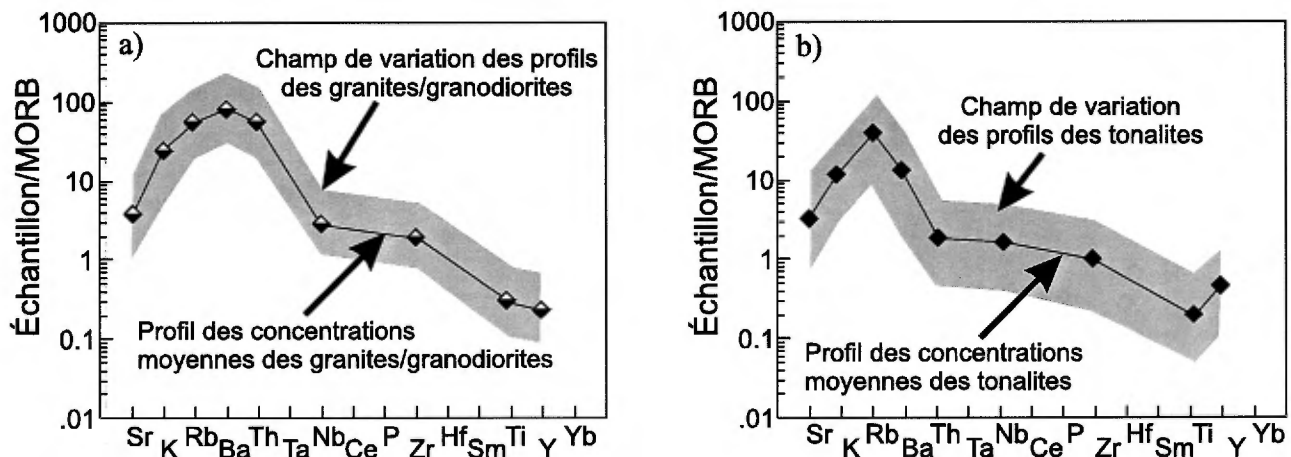 a)
Échantillon/MORB
1000
100
10
1
0.1
.01
Champ de variation des profils
des granites/granodiorites
Profil des concentrations
moyennes des granites/granodiorites
Sr K Rb Ba Th Ta Nb Ce P Zr Hf Sm Ti Y Yb
b)
Échantillon/MORB
1000
100
10
1
0.1
.01
Champ de variation
des profils des tonalites
Profil des concentrations
moyennes des tonalites
Sr K Rb Ba Th Ta Nb Ce P Zr Hf Sm Ti Y Yb